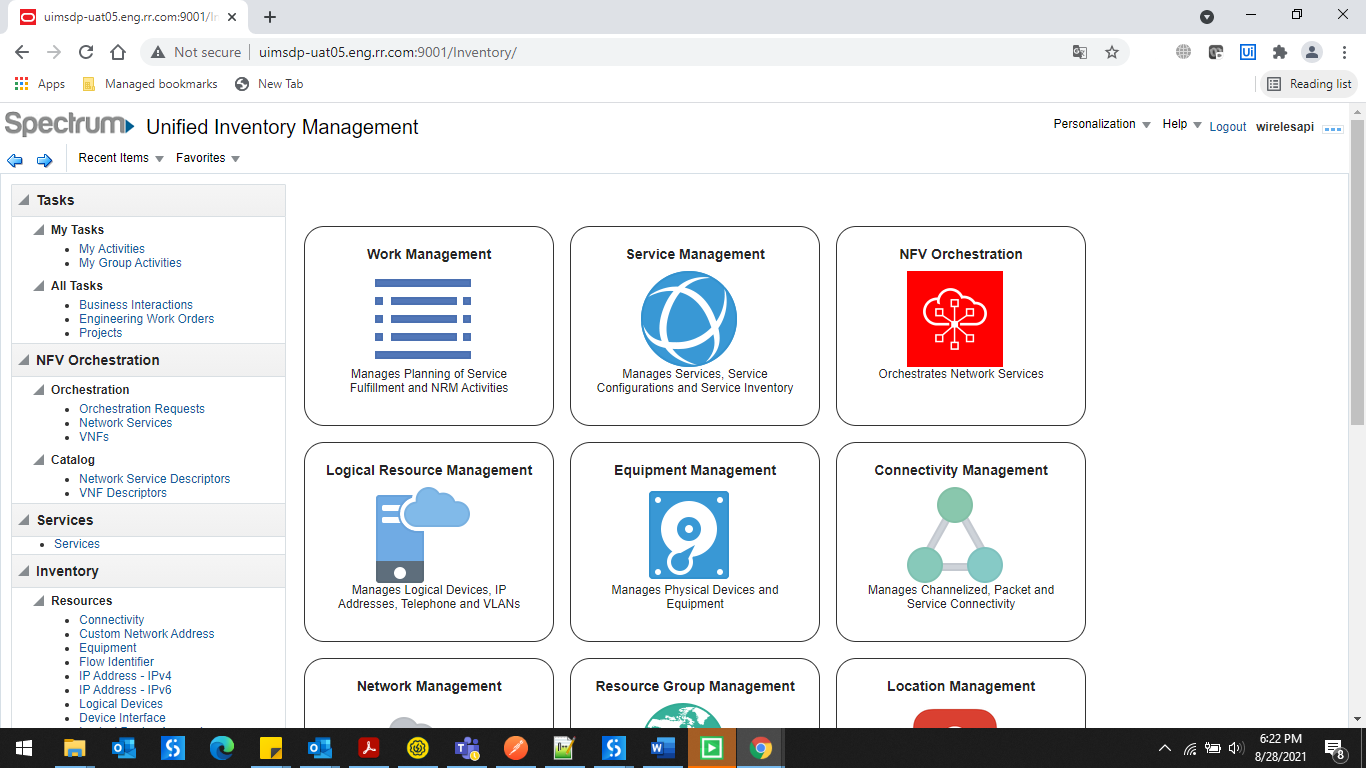 uimsdp-uat05.eng.rr.com:9001/In
Not secure
uimsdp-uat05.eng.rr.com:9001/Inventory/
Ui
Apps
Managed bookmarks
New Tab
Reading list
Spectrum
Unified Inventory Management
Personalization
Help
Logout
wirelesapi
Recent Items
Favorites
Tasks
My Tasks
My Activities
My Group Activities
All Tasks
Business Interactions
Engineering Work Orders
Projects
NFV Orchestration
Orchestration
Orchestration Requests
Network Services
VNFs
Catalog
Network Service Descriptors
VNF Descriptors
Services
Services
Inventory
Resources
Connectivity
Custom Network Address
Equipment
Flow Identifier
IP Address - IPv4
IP Address - IPv6
Logical Devices
Device Interface
Work Management
Manages Planning of Service
Fulfillment and NRM Activities
Service Management
Manages Services, Service
Configurations and Service Inventory
NFV Orchestration
Orchestrates Network Services
Logical Resource Management
Manages Logical Devices, IP
Addresses, Telephone and VLANs
Equipment Management
Manages Physical Devices and
Equipment
Connectivity Management
Manages Channelized, Packet and
Service Connectivity
Network Management
Resource Group Management
Location Management
6:22 PM
8/28/2021
8